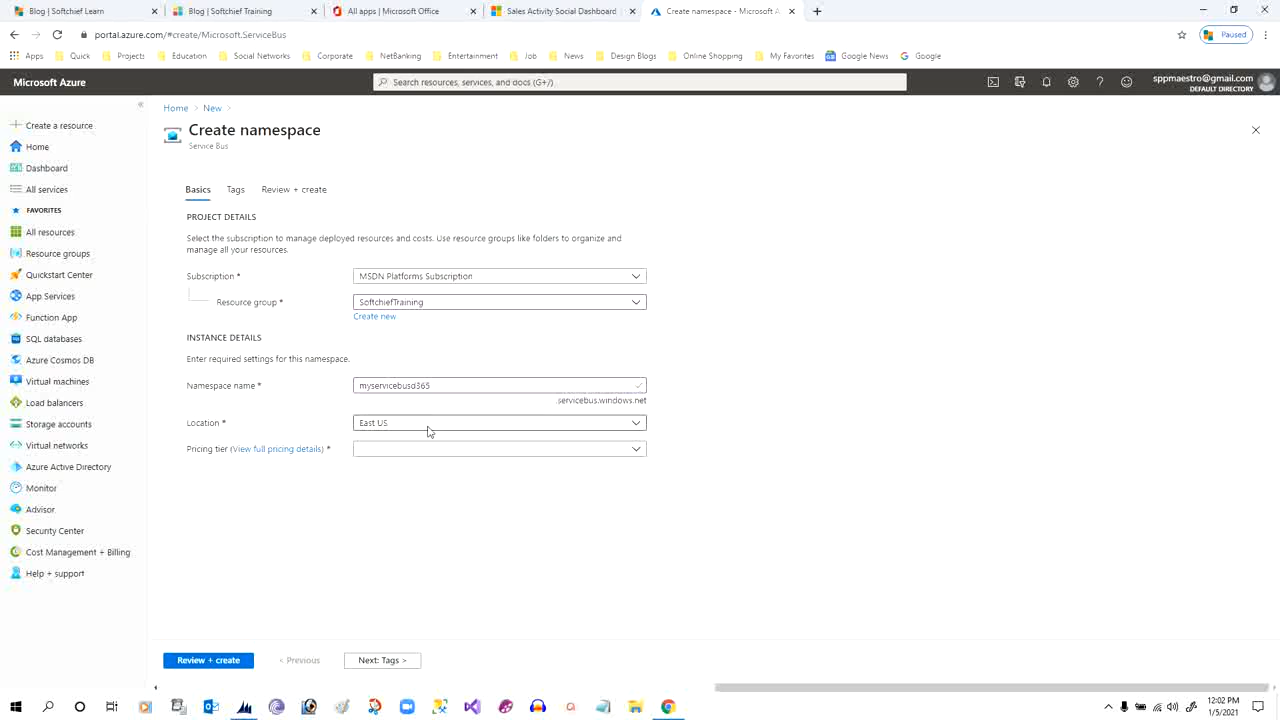 Blog | Softchief Learn
Blog | Softchief Training
All apps | Microsoft Office
Sales Activity Social Dashboard
Create namespace - Microsoft A
portal.azure.com/#create/Microsoft.ServiceBus
Paused
Apps
Quick
Projects
Education
Social Networks
Corporate
NetBanking
Entertainment
Job
News
Design Blogs
Online Shopping
My Favorites
Google News
Google
Microsoft Azure
Search resources, services, and docs (G+/)
sppmaestro@gmail.com
DEFAULT DIRECTORY
Home > New >
Create namespace
Service Bus
Create a resource
Home
Dashboard
All services
FAVORITES
All resources
Resource groups
Quickstart Center
App Services
Function App
SQL databases
Azure Cosmos DB
Virtual machines
Load balancers
Storage accounts
Virtual networks
Azure Active Directory
Monitor
Advisor
Security Center
Cost Management + Billing
Help + support
Basics
Tags
Review + create
PROJECT DETAILS
Select the subscription to manage deployed resources and costs. Use resource groups like folders to organize and
manage all your resources.
Subscription *
MSDN Platforms Subscription
Resource group *
SoftchiefTraining
Create new
INSTANCE DETAILS
Enter required settings for this namespace.
Namespace name *
myservicebusd365
.servicebus.windows.net
Location *
East US
Pricing tier (View full pricing details) *
Review + create
< Previous
Next: Tags >
12:02 PM
1/5/2021